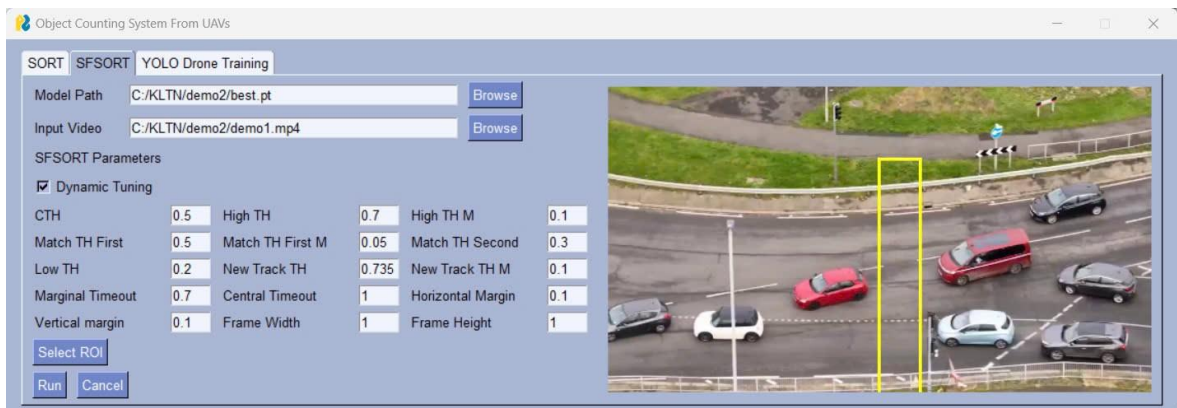 Object Counting System From UAVs
SORT SFSORT YOLO Drone Training
Model Path C:/KLTN/demo2/best.pt Browse
Input Video C:/KLTN/demo2/demo1.mp4 Browse
SFSORT Parameters
Dynamic Tuning
CTH 0.5 High TH 0.7 High TH M 0.1
Match TH First 0.5 Match TH First M 0.05 Match TH Second 0.3
Low TH 0.2 New Track TH 0.735 New Track TH M 0.1
Marginal Timeout 0.7 Central Timeout 1 Horizontal Margin 0.1
Vertical margin 0.1 Frame Width 1 Frame Height 1
Select ROI
Run Cancel